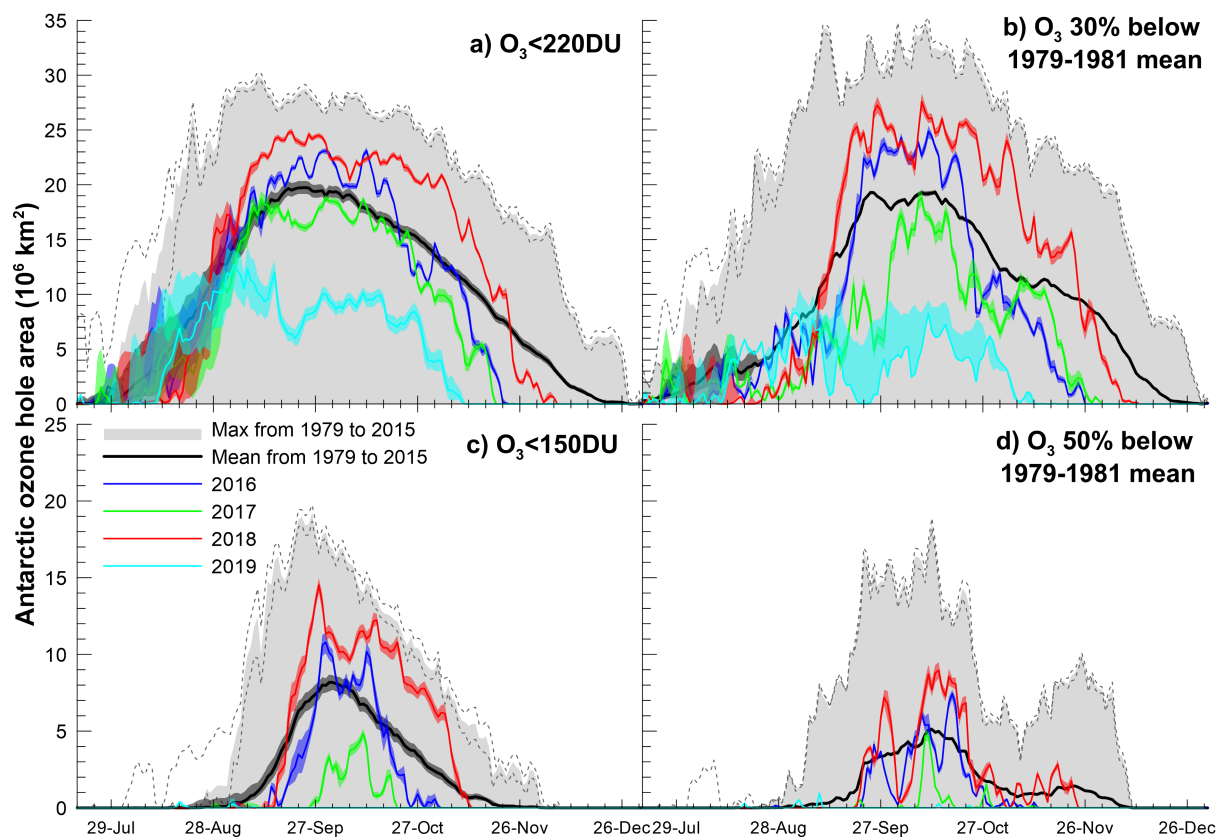 Antarctic ozone hole area (10⁶ km²)
35
30
25
20
15
10
5
0
a) O₃<220DU
b) O₃ 30% below
1979-1981 mean
25
20
15
10
5
0
Max from 1979 to 2015
Mean from 1979 to 2015
2016
2017
2018
2019
c) O₃<150DU
d) O₃ 50% below
1979-1981 mean
29-Jul 28-Aug 27-Sep 27-Oct 26-Nov 26-Dec 29-Jul 28-Aug 27-Sep 27-Oct 26-Nov 26-Dec